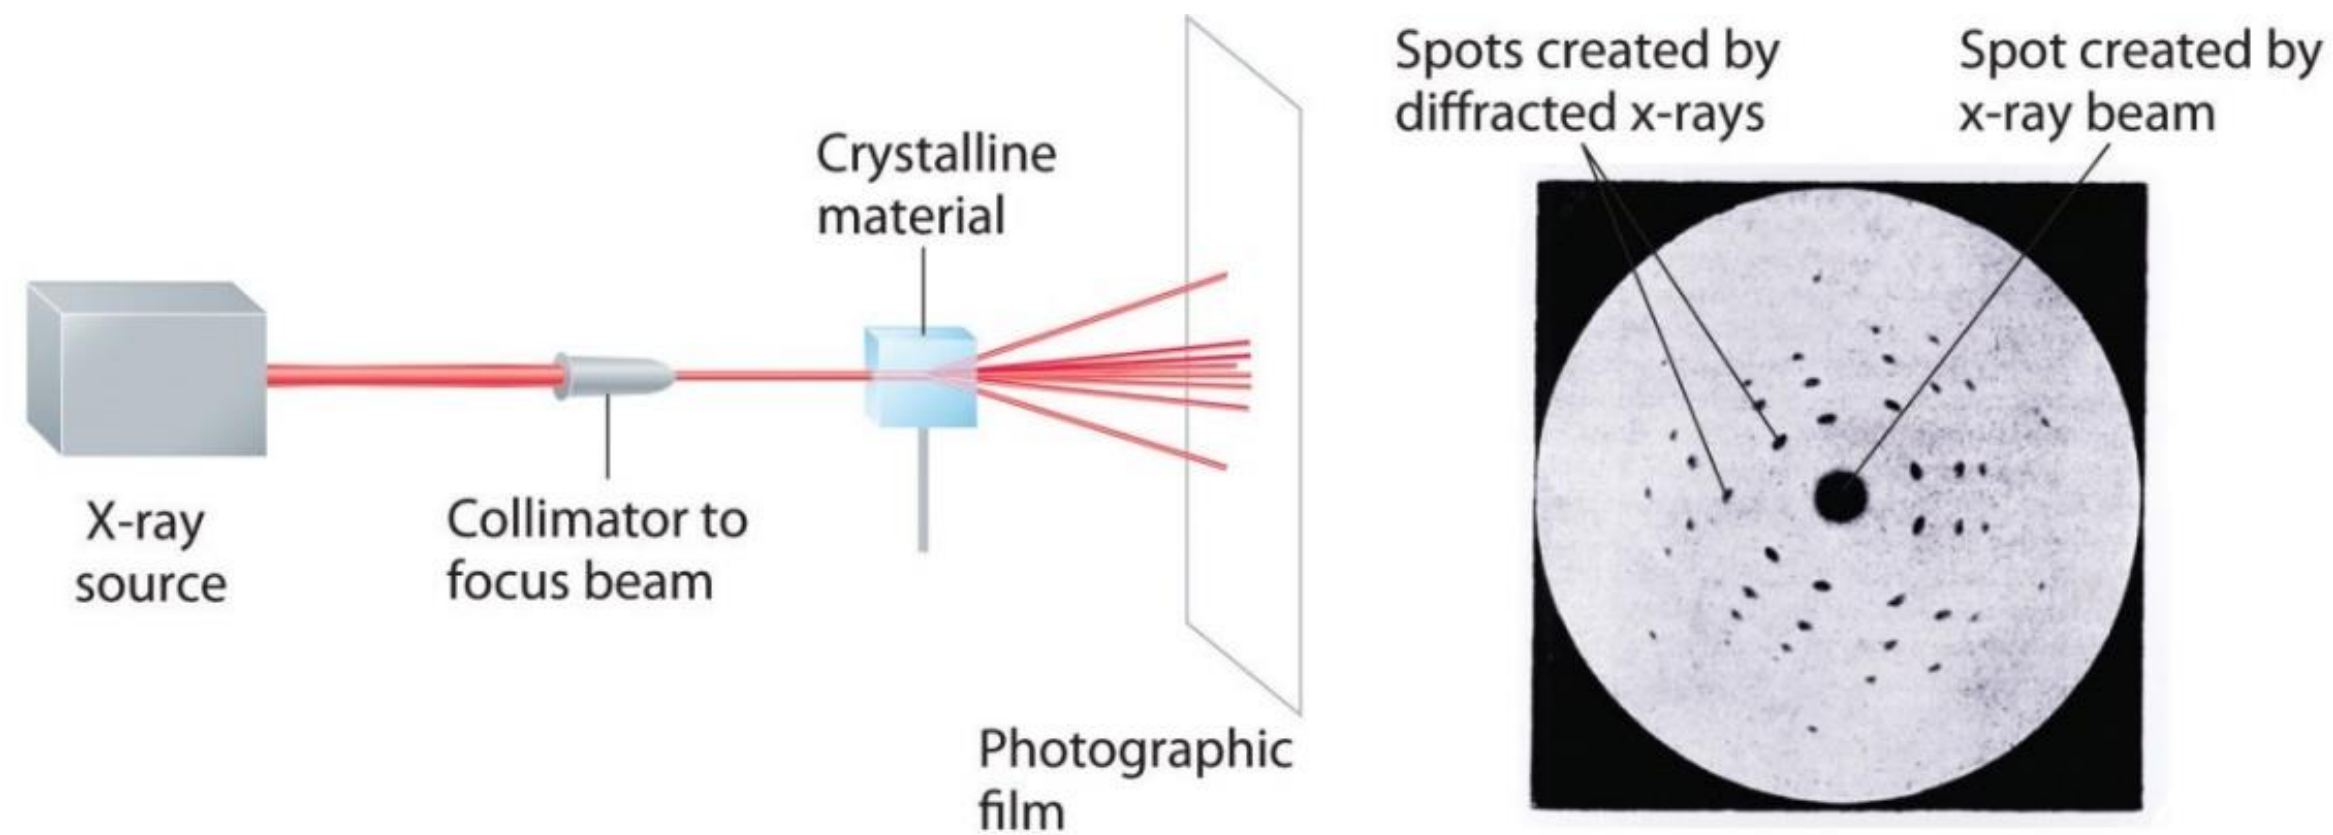 X-ray
source
Collimator to
focus beam
Crystalline
material
Photographic
film
Spots created by
diffracted x-rays
Spot created by
x-ray beam